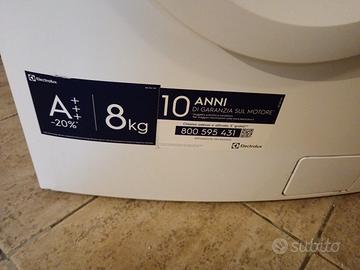 Electrolux
A+++
-20%
8kg
10 ANNI
DI GARANZIA SUL MOTORE
800 595 431
Electrolux
subito